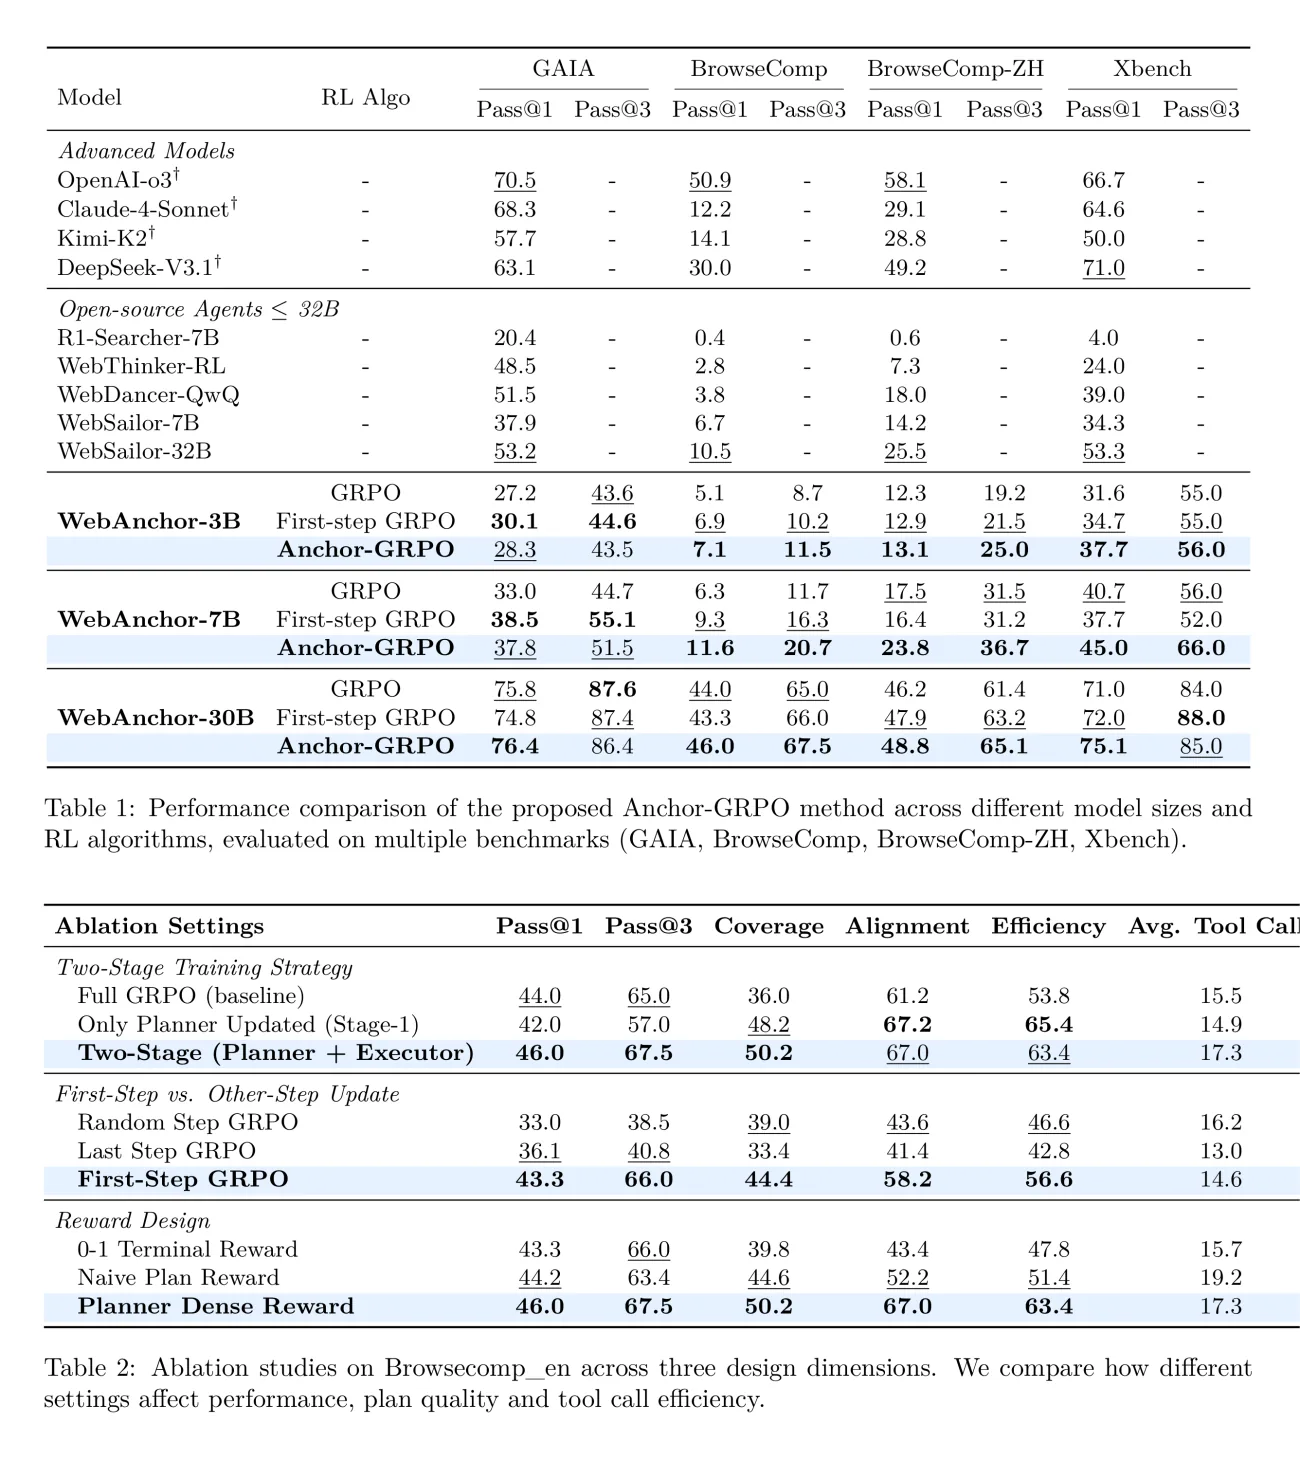 GAIA BrowseComp BrowseComp-ZH Xbench
Model RL Algo
Pass@1 Pass@3 Pass@1 Pass@3 Pass@1 Pass@3 Pass@1 Pass@3
Advanced Models
OpenAI-o3† - 70.5 - 50.9 - 58.1 - 66.7 -
Claude-4-Sonnet† - 68.3 - 12.2 - 29.1 - 64.6 -
Kimi-K2† - 57.7 - 14.1 - 28.8 - 50.0 -
DeepSeek-V3.1† - 63.1 - 30.0 - 49.2 - 71.0 -
Open-source Agents ≤ 32B
R1-Searcher-7B - 20.4 - 0.4 - 0.6 - 4.0 -
WebThinker-RL - 48.5 - 2.8 - 7.3 - 24.0 -
WebDancer-QwQ - 51.5 - 3.8 - 18.0 - 39.0 -
WebSailor-7B - 37.9 - 6.7 - 14.2 - 34.3 -
WebSailor-32B - 53.2 - 10.5 - 25.5 - 53.3 -
GRPO 27.2 43.6 5.1 8.7 12.3 19.2 31.6 55.0
WebAnchor-3B First-step GRPO 30.1 44.6 6.9 10.2 12.9 21.5 34.7 55.0
Anchor-GRPO 28.3 43.5 7.1 11.5 13.1 25.0 37.7 56.0
GRPO 33.0 44.7 6.3 11.7 17.5 31.5 40.7 56.0
WebAnchor-7B First-step GRPO 38.5 55.1 9.3 16.3 16.4 31.2 37.7 52.0
Anchor-GRPO 37.8 51.5 11.6 20.7 23.8 36.7 45.0 66.0
GRPO 75.8 87.6 44.0 65.0 46.2 61.4 71.0 84.0
WebAnchor-30B First-step GRPO 74.8 87.4 43.3 66.0 47.9 63.2 72.0 88.0
Anchor-GRPO 76.4 86.4 46.0 67.5 48.8 65.1 75.1 85.0
Table 1: Performance comparison of the proposed Anchor-GRPO method across different model sizes and
RL algorithms, evaluated on multiple benchmarks (GAIA, BrowseComp, BrowseComp-ZH, Xbench).
Ablation Settings Pass@1 Pass@3 Coverage Alignment Efficiency Avg. Tool Call
Two-Stage Training Strategy
Full GRPO (baseline) 44.0 65.0 36.0 61.2 53.8 15.5
Only Planner Updated (Stage-1) 42.0 57.0 48.2 67.2 65.4 14.9
Two-Stage (Planner + Executor) 46.0 67.5 50.2 67.0 63.4 17.3
First-Step vs. Other-Step Update
Random Step GRPO 33.0 38.5 39.0 43.6 46.6 16.2
Last Step GRPO 36.1 40.8 33.4 41.4 42.8 13.0
First-Step GRPO 43.3 66.0 44.4 58.2 56.6 14.6
Reward Design
0-1 Terminal Reward 43.3 66.0 39.8 43.4 47.8 15.7
Naive Plan Reward 44.2 63.4 44.6 52.2 51.4 19.2
Planner Dense Reward 46.0 67.5 50.2 67.0 63.4 17.3
Table 2: Ablation studies on Browsecomp_en across three design dimensions. We compare how different
settings affect performance, plan quality and tool call efficiency.